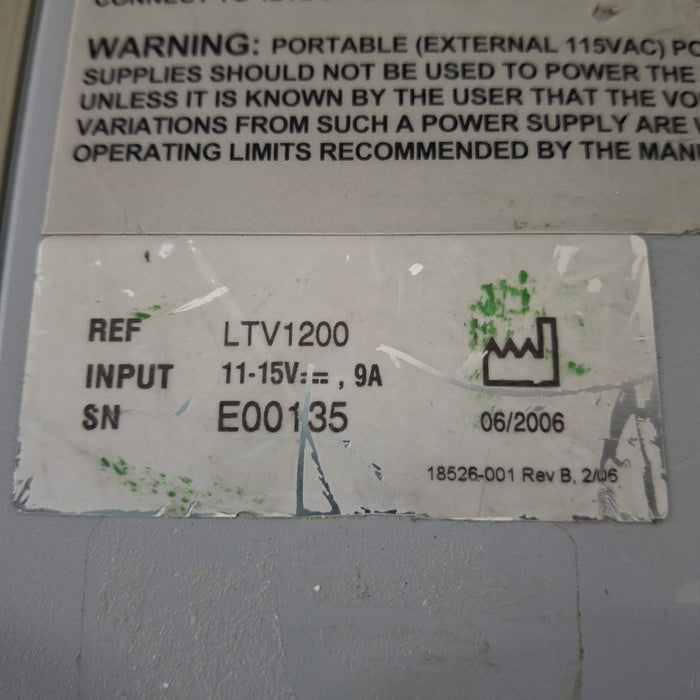 WARNING: PORTABLE (EXTERNAL 115VAC)
SUPPLIES SHOULD NOT BE USED TO POWER THE
UNLESS IT IS KNOWN BY THE USER THAT THE
VARIATIONS FROM SUCH A POWER SUPPLY ARE
OPERATING LIMITS RECOMMENDED BY THE
REF LTV1200
INPUT 11-15V⎓, 9A
SN E00135
06/2006
18526-001 Rev B, 2/06